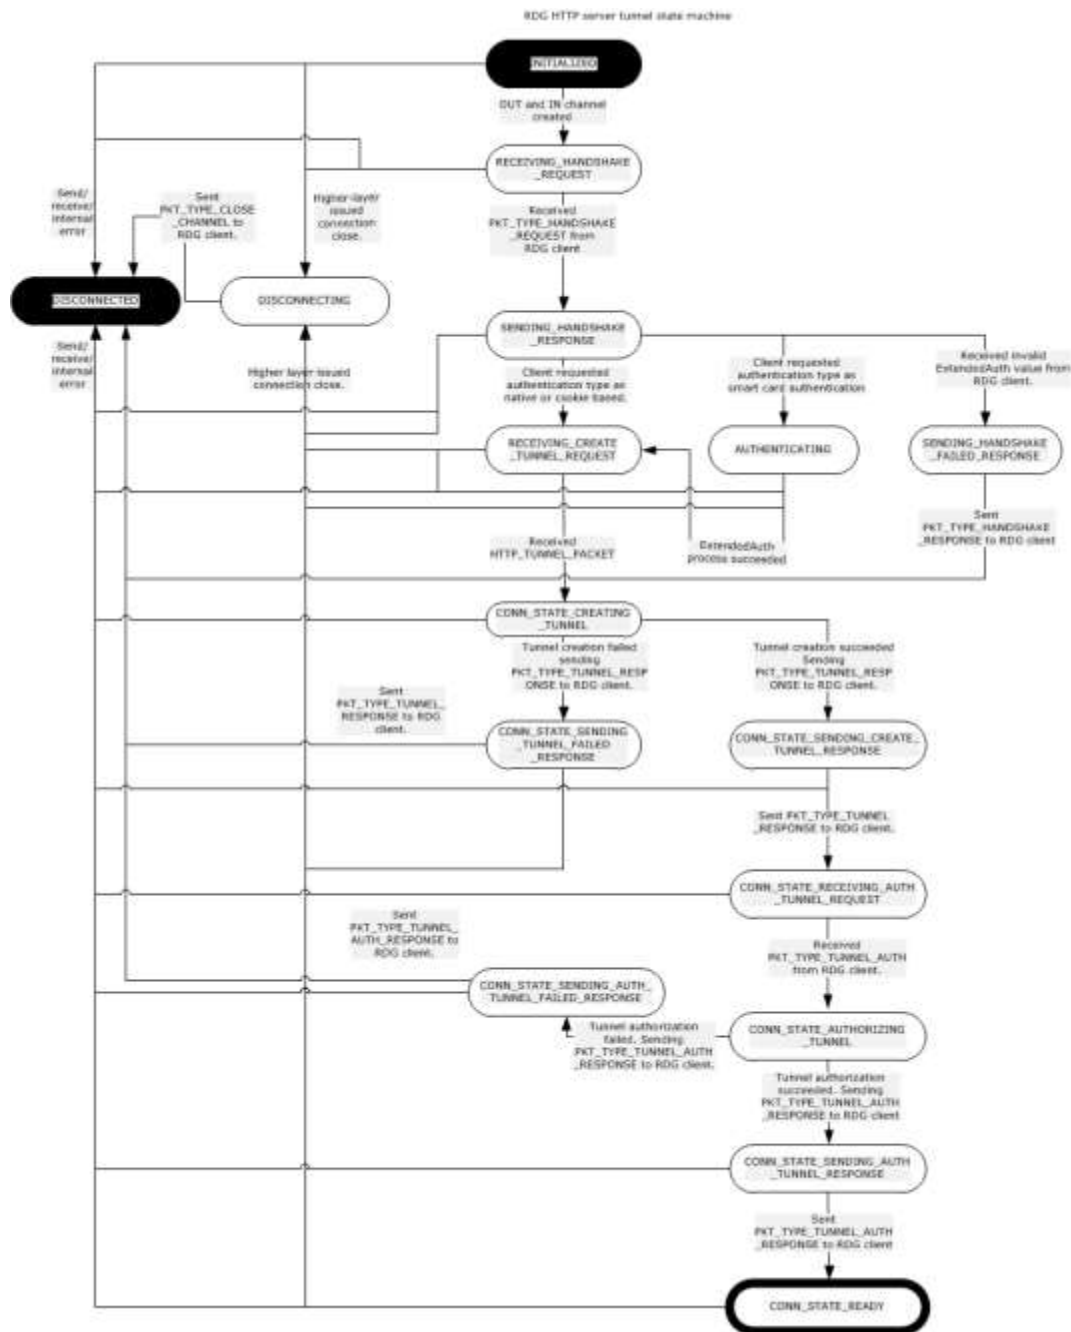 RDG HTTP server tunnel state machine
INITIALIZED
OUT and IN channel
created
RECEIVING_HANDSHAKE
_REQUEST
Send/
receive/
internal
error
Sent
PKT_TYPE_CLOSE
_CHANNEL to
RDG client.
Higher-layer
issued
connection
close.
Received
PKT_TYPE_HANDSHAKE
_REQUEST from
RDG client
DISCONNECTED
DISCONNECTING
SENDING_HANDSHAKE
_RESPONSE
Send/
receive/
internal
error
Higher layer issued
connection close.
Client requested
authentication type as
native or cookie based.
Client requested
authentication type as
smart card authentication
Received invalid
ExtendedAuth value from
RDG client.
RECEIVING_CREATE
_TUNNEL_REQUEST
AUTHENTICATING
SENDING_HANDSHAKE
_FAILED_RESPONSE
Received
HTTP_TUNNEL_PACKET
ExtendedAuth
process succeeded
Sent
PKT_TYPE_HANDSHAKE
_RESPONSE to RDG client
CONN_STATE_CREATING
_TUNNEL
Tunnel creation failed
sending
PKT_TYPE_TUNNEL_RESP
ONSE to RDG client.
Tunnel creation succeeded
Sending
PKT_TYPE_TUNNEL_RESP
ONSE to RDG client.
Sent
PKT_TYPE_TUNNEL_
RESPONSE to RDG
client.
CONN_STATE_SENDING
_TUNNEL_FAILED
_RESPONSE
CONN_STATE_SENDING_CREATE_
TUNNEL_RESPONSE
Sent PKT_TYPE_TUNNEL
_RESPONSE to RDG client.
CONN_STATE_RECEIVING_AUTH
_TUNNEL_REQUEST
Sent
PKT_TYPE_TUNNEL_
AUTH_RESPONSE to
RDG client.
Received
PKT_TYPE_TUNNEL_AUTH
from RDG client.
CONN_STATE_SENDING_AUTH_
TUNNEL_FAILED_RESPONSE
Tunnel authorization
failed. Sending
PKT_TYPE_TUNNEL_AUTH
_RESPONSE to RDG client.
CONN_STATE_AUTHORIZING
_TUNNEL
Tunnel authorization
succeeded. Sending
PKT_TYPE_TUNNEL_AUTH
_RESPONSE to RDG client
CONN_STATE_SENDING_AUTH
_TUNNEL_RESPONSE
Sent
PKT_TYPE_TUNNEL_AUTH
_RESPONSE to RDG client
CONN_STATE_READY